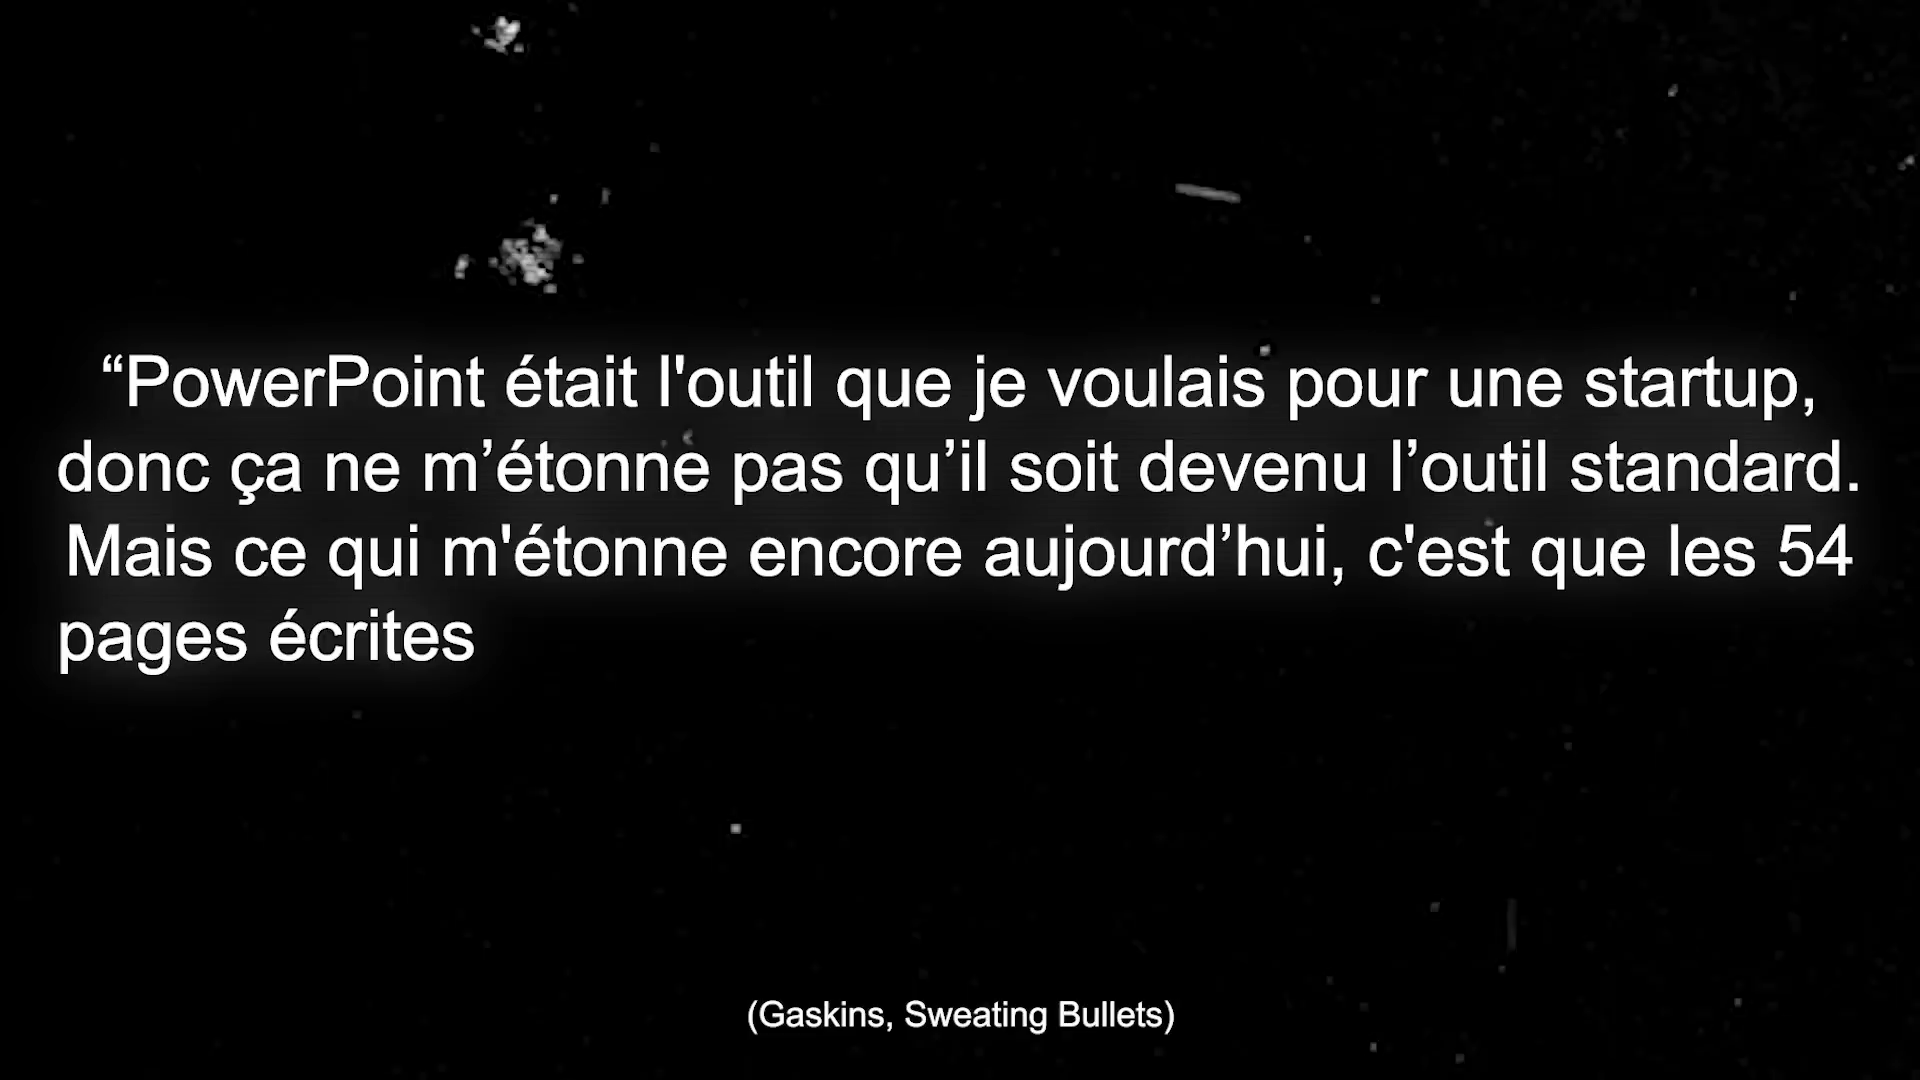 “PowerPoint était l'outil que je voulais pour une startup,
donc ça ne m’étonne pas qu’il soit devenu l’outil standard.
Mais ce qui m'étonne encore aujourd’hui, c'est que les 54
pages écrites
(Gaskins, Sweating Bullets)